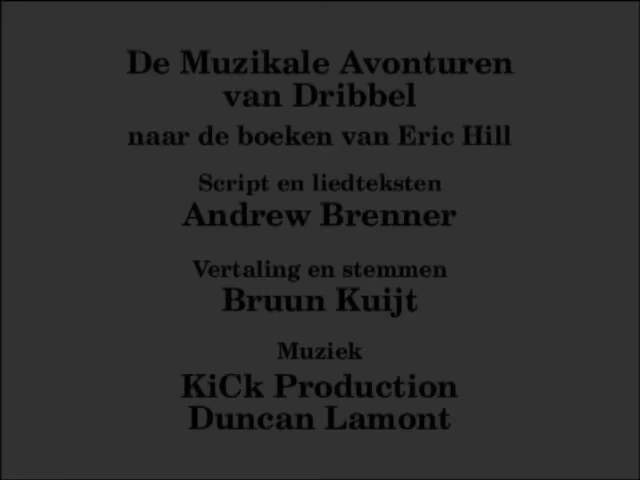 De Muzikale Avonturen
van Dribbel
naar de boeken van Eric Hill
Script en liedteksten
Andrew Brenner
Vertaling en stemmen
Bruun Kuijt
Muziek
KiCk Production
Duncan Lamont